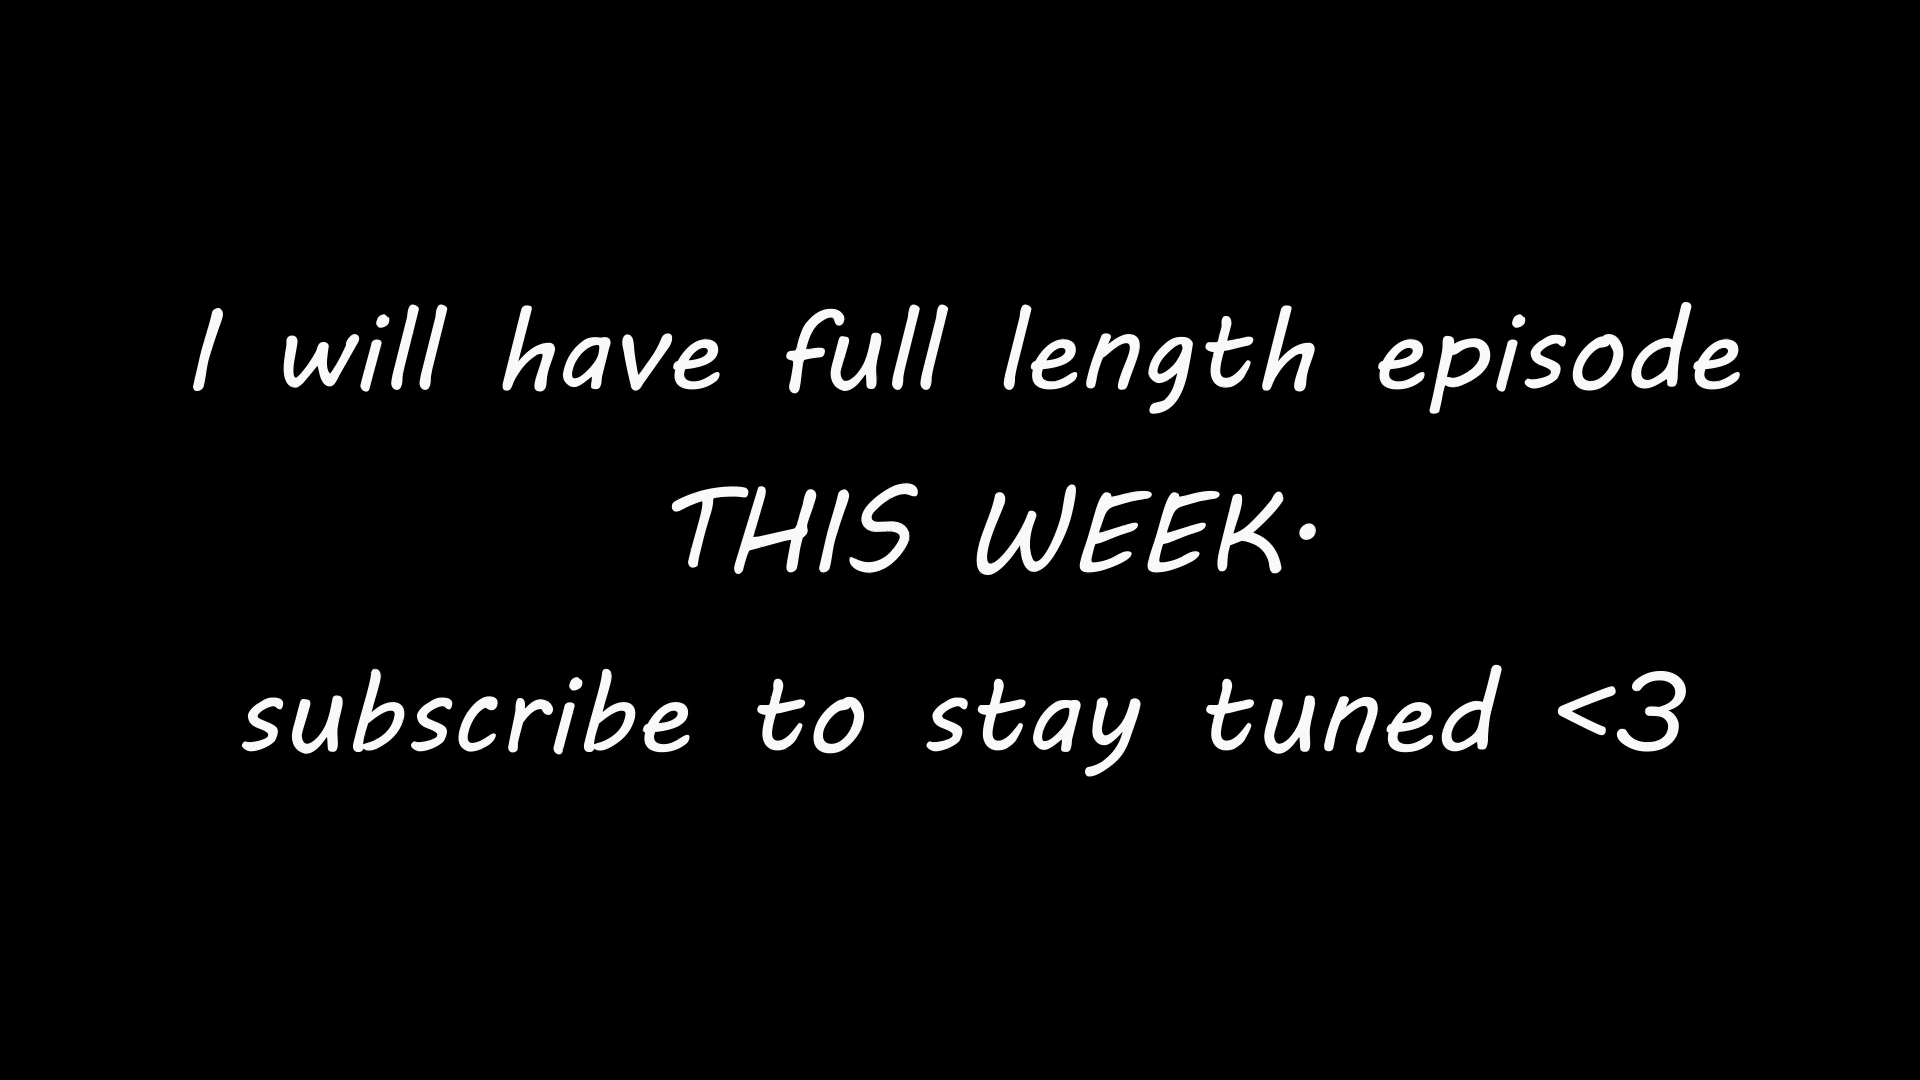 I will have full length episode
THIS WEEK.
subscribe to stay tuned <3